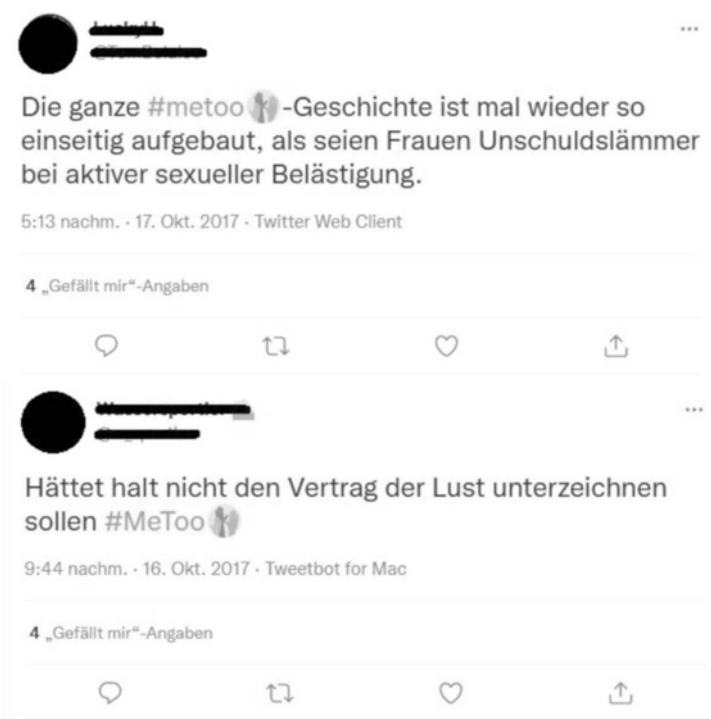 Die ganze #metoo -Geschichte ist mal wieder so
einseitig aufgebaut, als seien Frauen Unschuldslämmer
bei aktiver sexueller Belästigung.
5:13 nachm. · 17. Okt. 2017 · Twitter Web Client
4 „Gefällt mir“-Angaben
Hättet halt nicht den Vertrag der Lust unterzeichnen
sollen #MeToo
9:44 nachm. · 16. Okt. 2017 · Tweetbot for Mac
4 „Gefällt mir“-Angaben